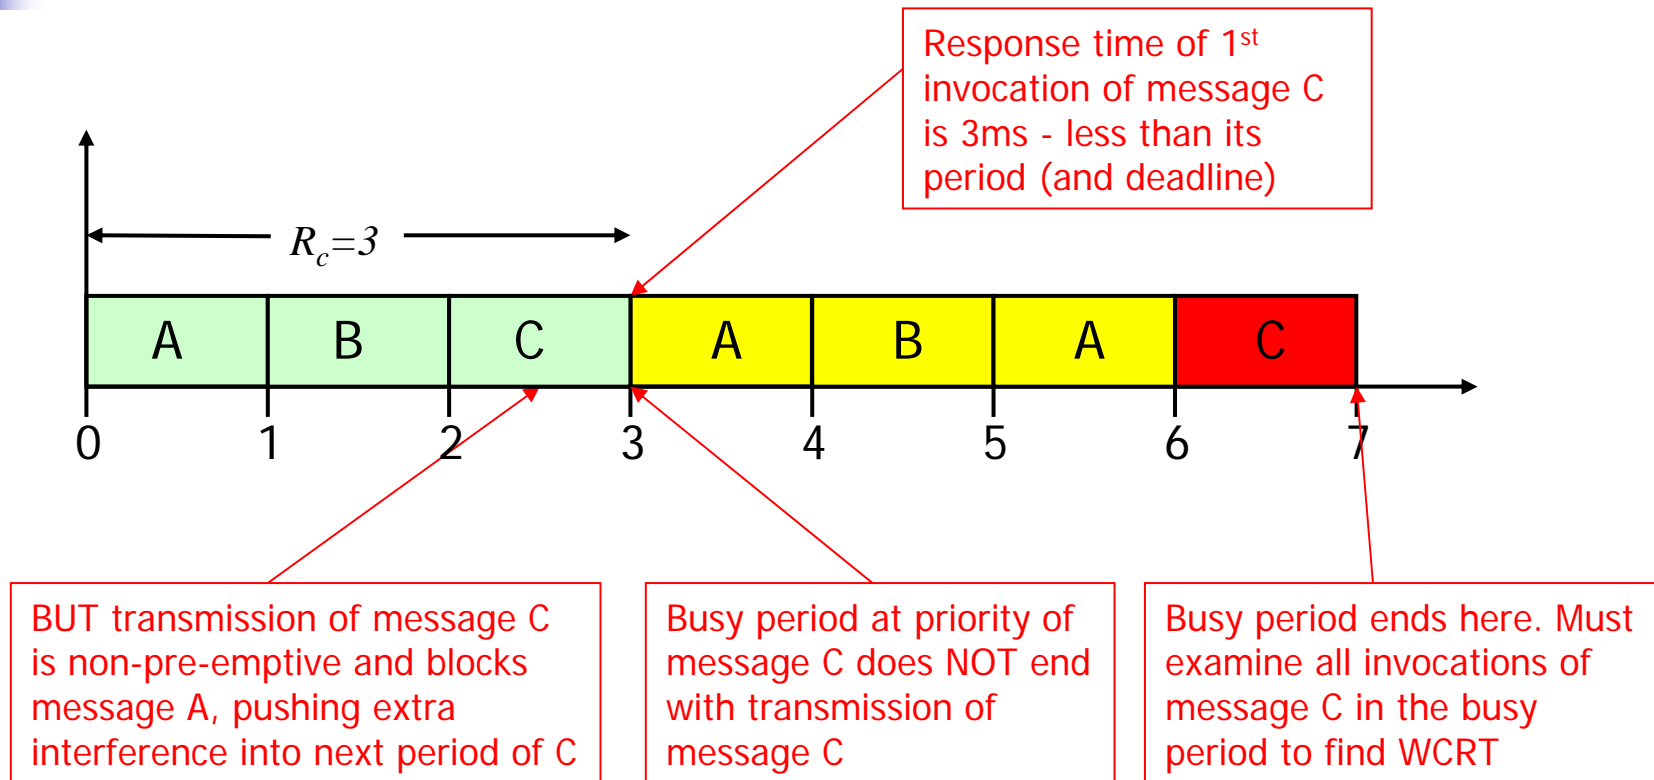 Response time of 1st
invocation of message C
is 3ms - less than its
period (and deadline)
Rc=3
A B C A B A C
0 1 2 3 4 5 6 7
BUT transmission of message C
is non-pre-emptive and blocks
message A, pushing extra
interference into next period of C
Busy period at priority of
message C does NOT end
with transmission of
message C
Busy period ends here. Must
examine all invocations of
message C in the busy
period to find WCRT